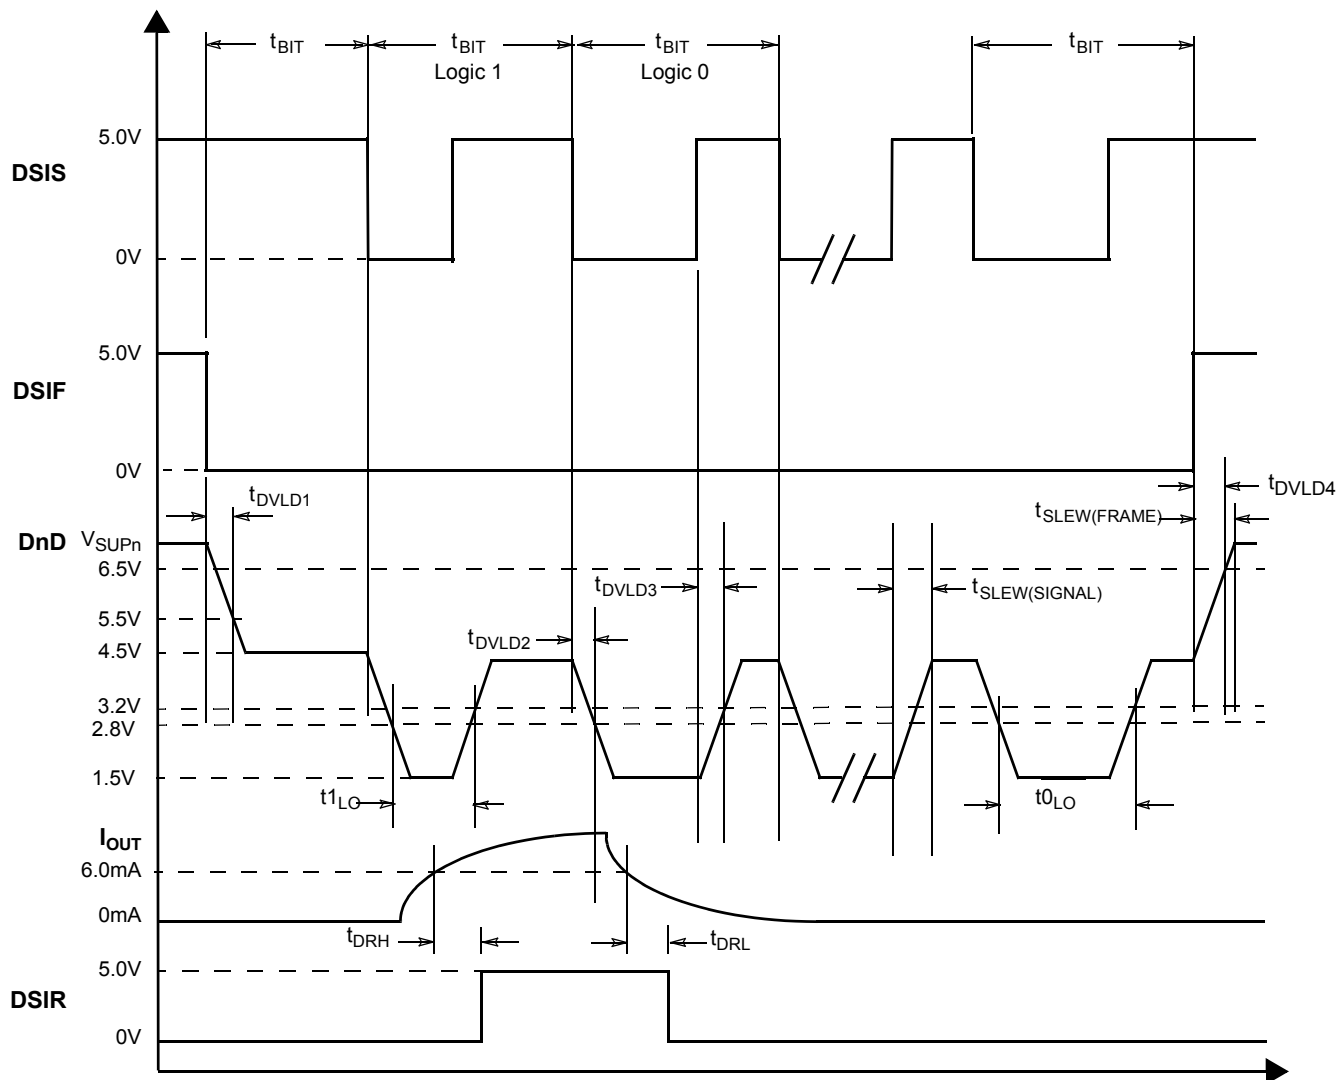 tBIT
tBIT
Logic 1
tBIT
Logic 0
tBIT
5.0V
DSIS
0V
5.0V
DSIF
0V
tDVLD1
tDVLD4
tSLEW(FRAME)
DnD
VSUPn
6.5V
tDVLD3
tSLEW(SIGNAL)
5.5V
tDVLD2
4.5V
3.2V
2.8V
1.5V
t1LO
t0LO
IOUT
6.0mA
0mA
tDRH
tDRL
5.0V
DSIR
0V